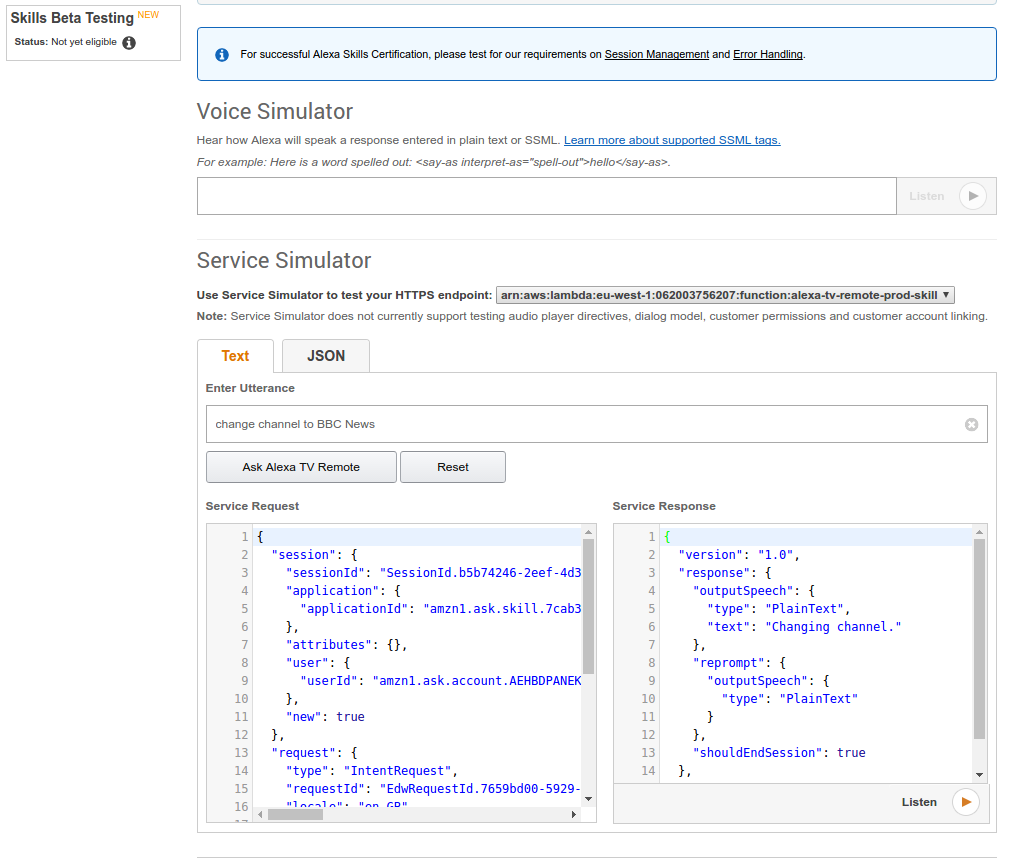 Skills Beta Testing NEW
Status: Not yet eligible
For successful Alexa Skills Certification, please test for our requirements on Session Management and Error Handling.
Voice Simulator
Hear how Alexa will speak a response entered in plain text or SSML. Learn more about supported SSML tags.
For example: Here is a word spelled out: <say-as interpret-as="spell-out">hello</say-as>.
Listen
Service Simulator
Use Service Simulator to test your HTTPS endpoint: arn:aws:lambda:eu-west-1:062003756207:function:alexa-tv-remote-prod-skill
Note: Service Simulator does not currently support testing audio player directives, dialog model, customer permissions and customer account linking.
Text JSON
Enter Utterance
change channel to BBC News
Ask Alexa TV Remote Reset
Service Request
1 {
2 "session": {
3 "sessionId": "SessionId.b5b74246-2eef-4d3
4 "application": {
5 "applicationId": "amzn1.ask.skill.7cab3
6 },
7 "attributes": {},
8 "user": {
9 "userId": "amzn1.ask.account.AEHBDPANEK
10 },
11 "new": true
12 },
13 "request": {
14 "type": "IntentRequest",
15 "requestId": "EdwRequestId.7659bd00-5929-
16 "locale": "en-GB"
17
Service Response
1 {
2 "version": "1.0",
3 "response": {
4 "outputSpeech": {
5 "type": "PlainText",
6 "text": "Changing channel."
7 },
8 "reprompt": {
9 "outputSpeech": {
10 "type": "PlainText"
11 }
12 },
13 "shouldEndSession": true
14 },
Listen